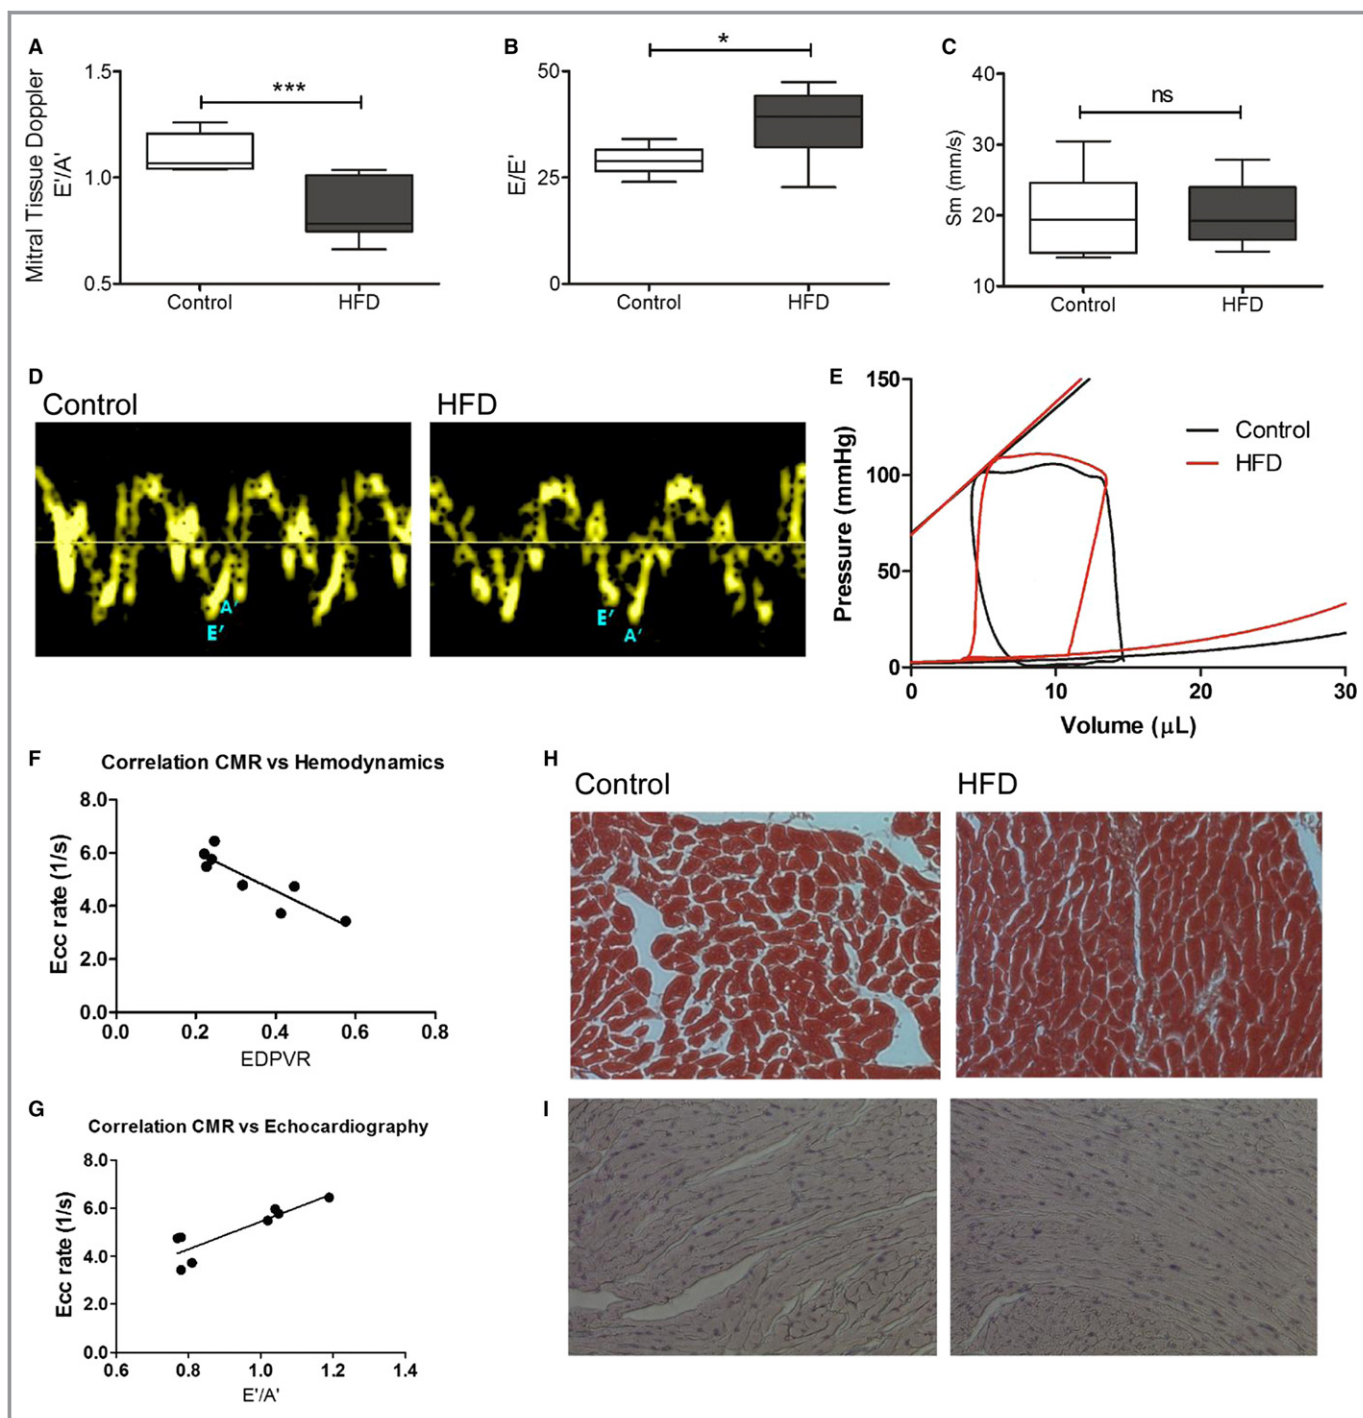 A
Mitral Tissue Doppler
E'/A'
1.5
1.0
0.5
***
Control
HFD
B
E/E'
50
25
0
*
Control
HFD
C
Sm (mm/s)
40
30
20
10
ns
Control
HFD
D
Control
HFD
A'
E'
E'
A'
E
Pressure (mmHg)
150
100
50
0
Control
HFD
0
10
20
30
Volume (µL)
F
Correlation CMR vs Hemodynamics
Ecc rate (1/s)
8.0
6.0
4.0
2.0
0.0
0.0
0.2
0.4
0.6
0.8
EDPVR
G
Correlation CMR vs Echocardiography
Ecc rate (1/s)
8.0
6.0
4.0
2.0
0.0
0.6
0.8
1.0
1.2
1.4
E'/A'
H
Control
HFD
I